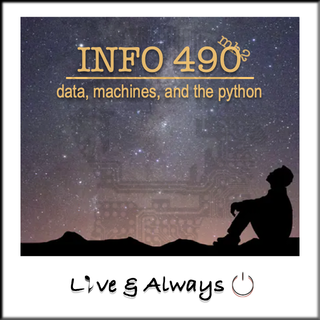 INFO 490
data, machines, and the python
Live & Always